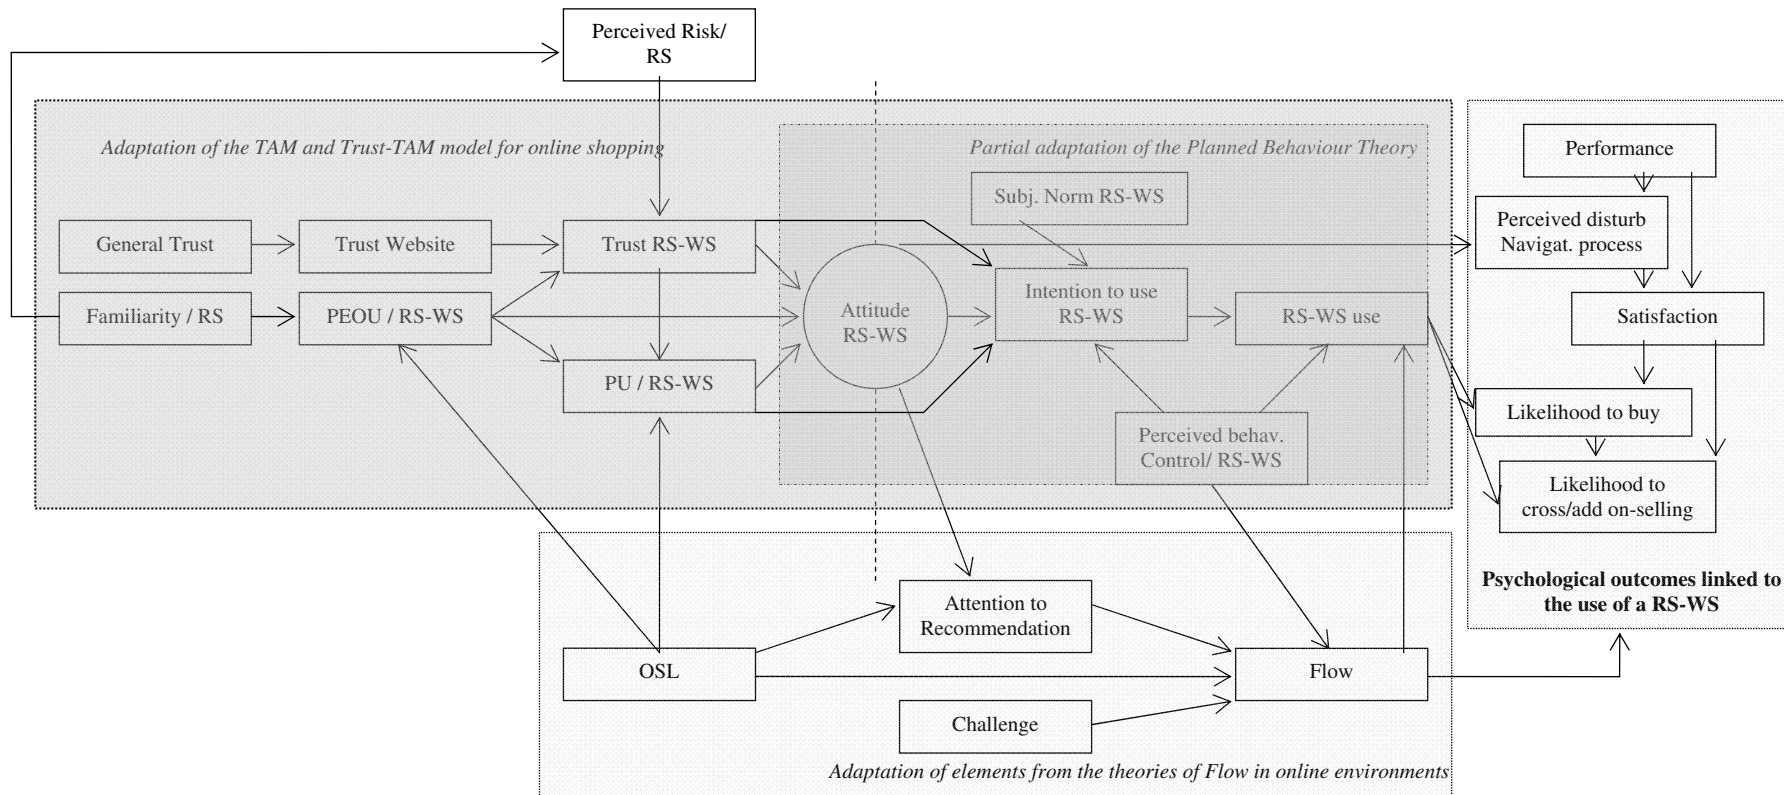 Perceived Risk/
RS
Adaptation of the TAM and Trust-TAM model for online shopping
Partial adaptation of the Planned Behaviour Theory
Performance
Subj. Norm RS-WS
Perceived disturb
Navigat. process
General Trust
Trust Website
Trust RS-WS
Familiarity / RS
PEOU / RS-WS
Attitude
RS-WS
Intention to use
RS-WS
RS-WS use
Satisfaction
PU / RS-WS
Likelihood to buy
Perceived behav.
Control/ RS-WS
Likelihood to
cross/add on-selling
Psychological outcomes linked to
the use of a RS-WS
Attention to
Recommendation
OSL
Flow
Challenge
Adaptation of elements from the theories of Flow in online environments